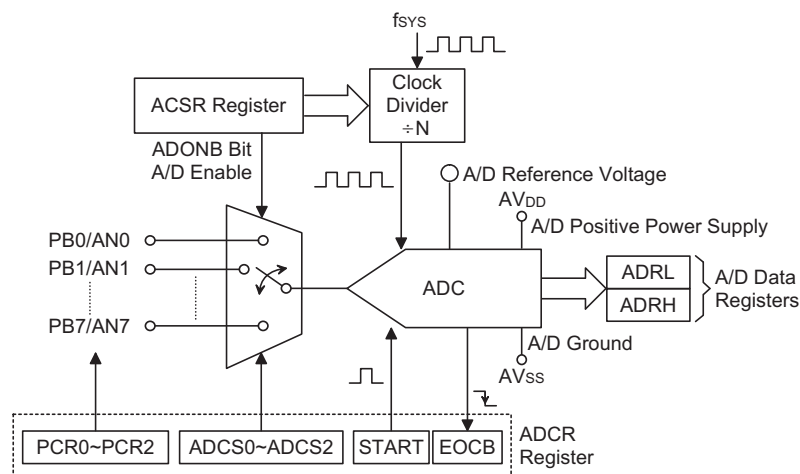 fSYS
Clock
Divider
÷N
ACSR Register
ADONB Bit
A/D Enable
A/D Reference Voltage
AVDD
A/D Positive Power Supply
PB0/AN0
PB1/AN1
PB7/AN7
ADC
ADRL
ADRH
A/D Data
Registers
A/D Ground
AVSS
PCR0~PCR2
ADCS0~ADCS2
START
EOCB
ADCR
Register